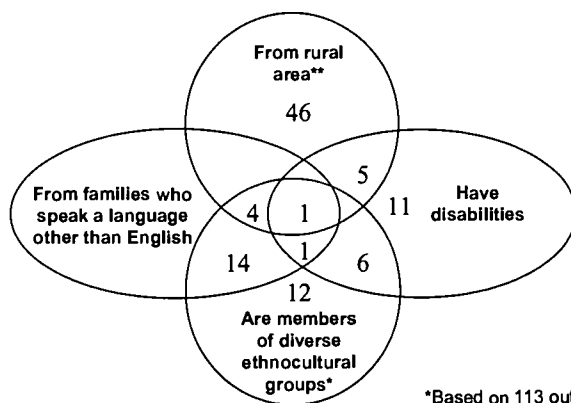 From rural
area**
46
5
From families who
speak a language
other than English
4
1
11
Have
disabilities
1
14
6
12
Are members
of diverse
ethnocultural
groups*
*Based on 113 out